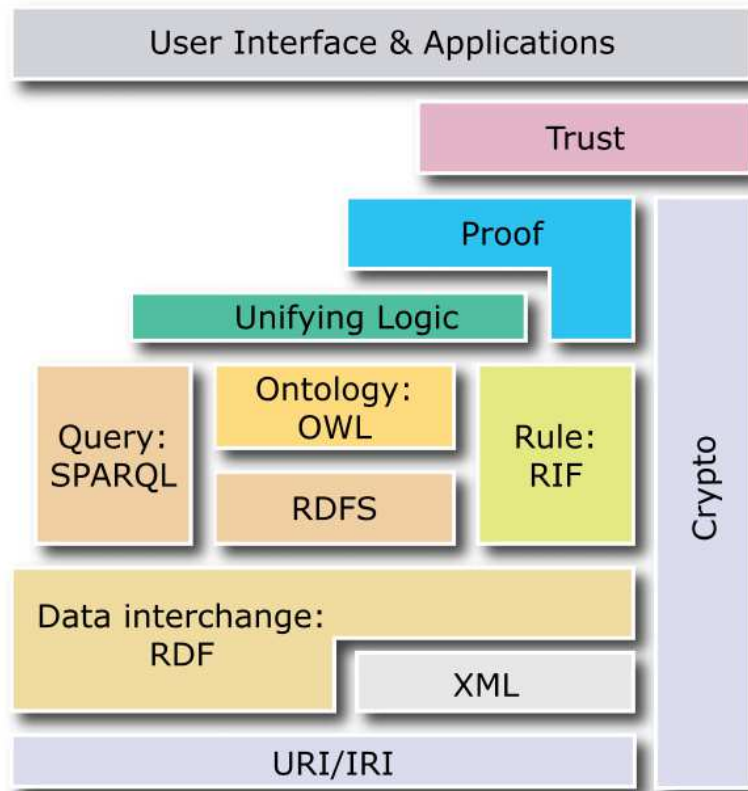 User Interface & Applications
Trust
Proof
Unifying Logic
Query:
SPARQL
Ontology:
OWL
RDFS
Rule:
RIF
Crypto
Data interchange:
RDF
XML
URI/IRI